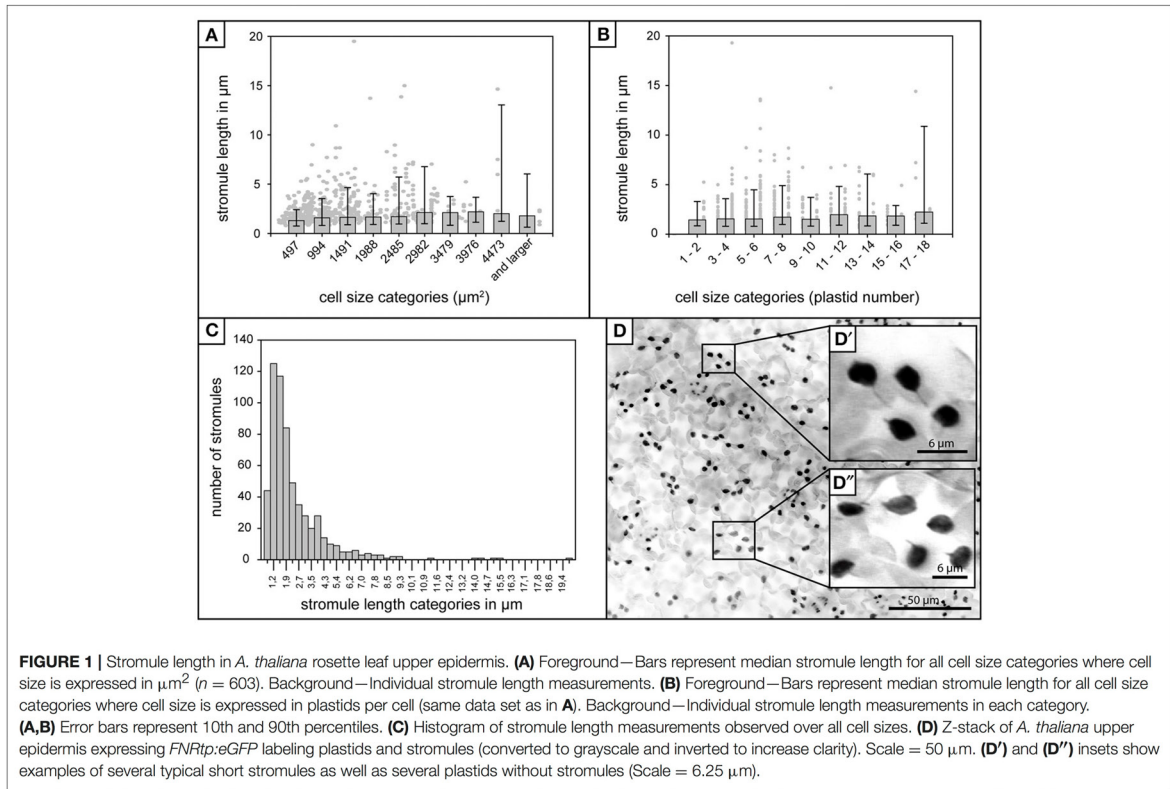 A
20
15
10
5
0
stromule length in µm
497
994
1491
1988
2485
2982
3479
3976
4473
and larger
cell size categories (µm²)
B
20
15
10
5
0
stromule length in µm
1 - 2
3 - 4
5 - 6
7 - 8
9 - 10
11 - 12
13 - 14
15 - 16
17 - 18
cell size categories (plastid number)
C
140
120
100
80
60
40
20
0
number of stromules
1,2
1,9
2,7
3,5
4,3
5,4
6,2
7,0
7,8
8,5
9,3
10,1
10,9
11,6
12,4
13,2
14,0
14,7
15,5
16,3
17,1
17,8
18,6
19,4
stromule length categories in µm
D
D′
6 µm
D″
6 µm
50 µm
FIGURE 1 | Stromule length in A. thaliana rosette leaf upper epidermis. (A) Foreground—Bars represent median stromule length for all cell size categories where cell
size is expressed in µm² (n = 603). Background—Individual stromule length measurements. (B) Foreground—Bars represent median stromule length for all cell size
categories where cell size is expressed in plastids per cell (same data set as in A). Background—Individual stromule length measurements in each category.
(A,B) Error bars represent 10th and 90th percentiles. (C) Histogram of stromule length measurements observed over all cell sizes. (D) Z-stack of A. thaliana upper
epidermis expressing FNRtp:eGFP labeling plastids and stromules (converted to grayscale and inverted to increase clarity). Scale = 50 µm. (D′) and (D″) insets show
examples of several typical short stromules as well as several plastids without stromules (Scale = 6.25 µm).